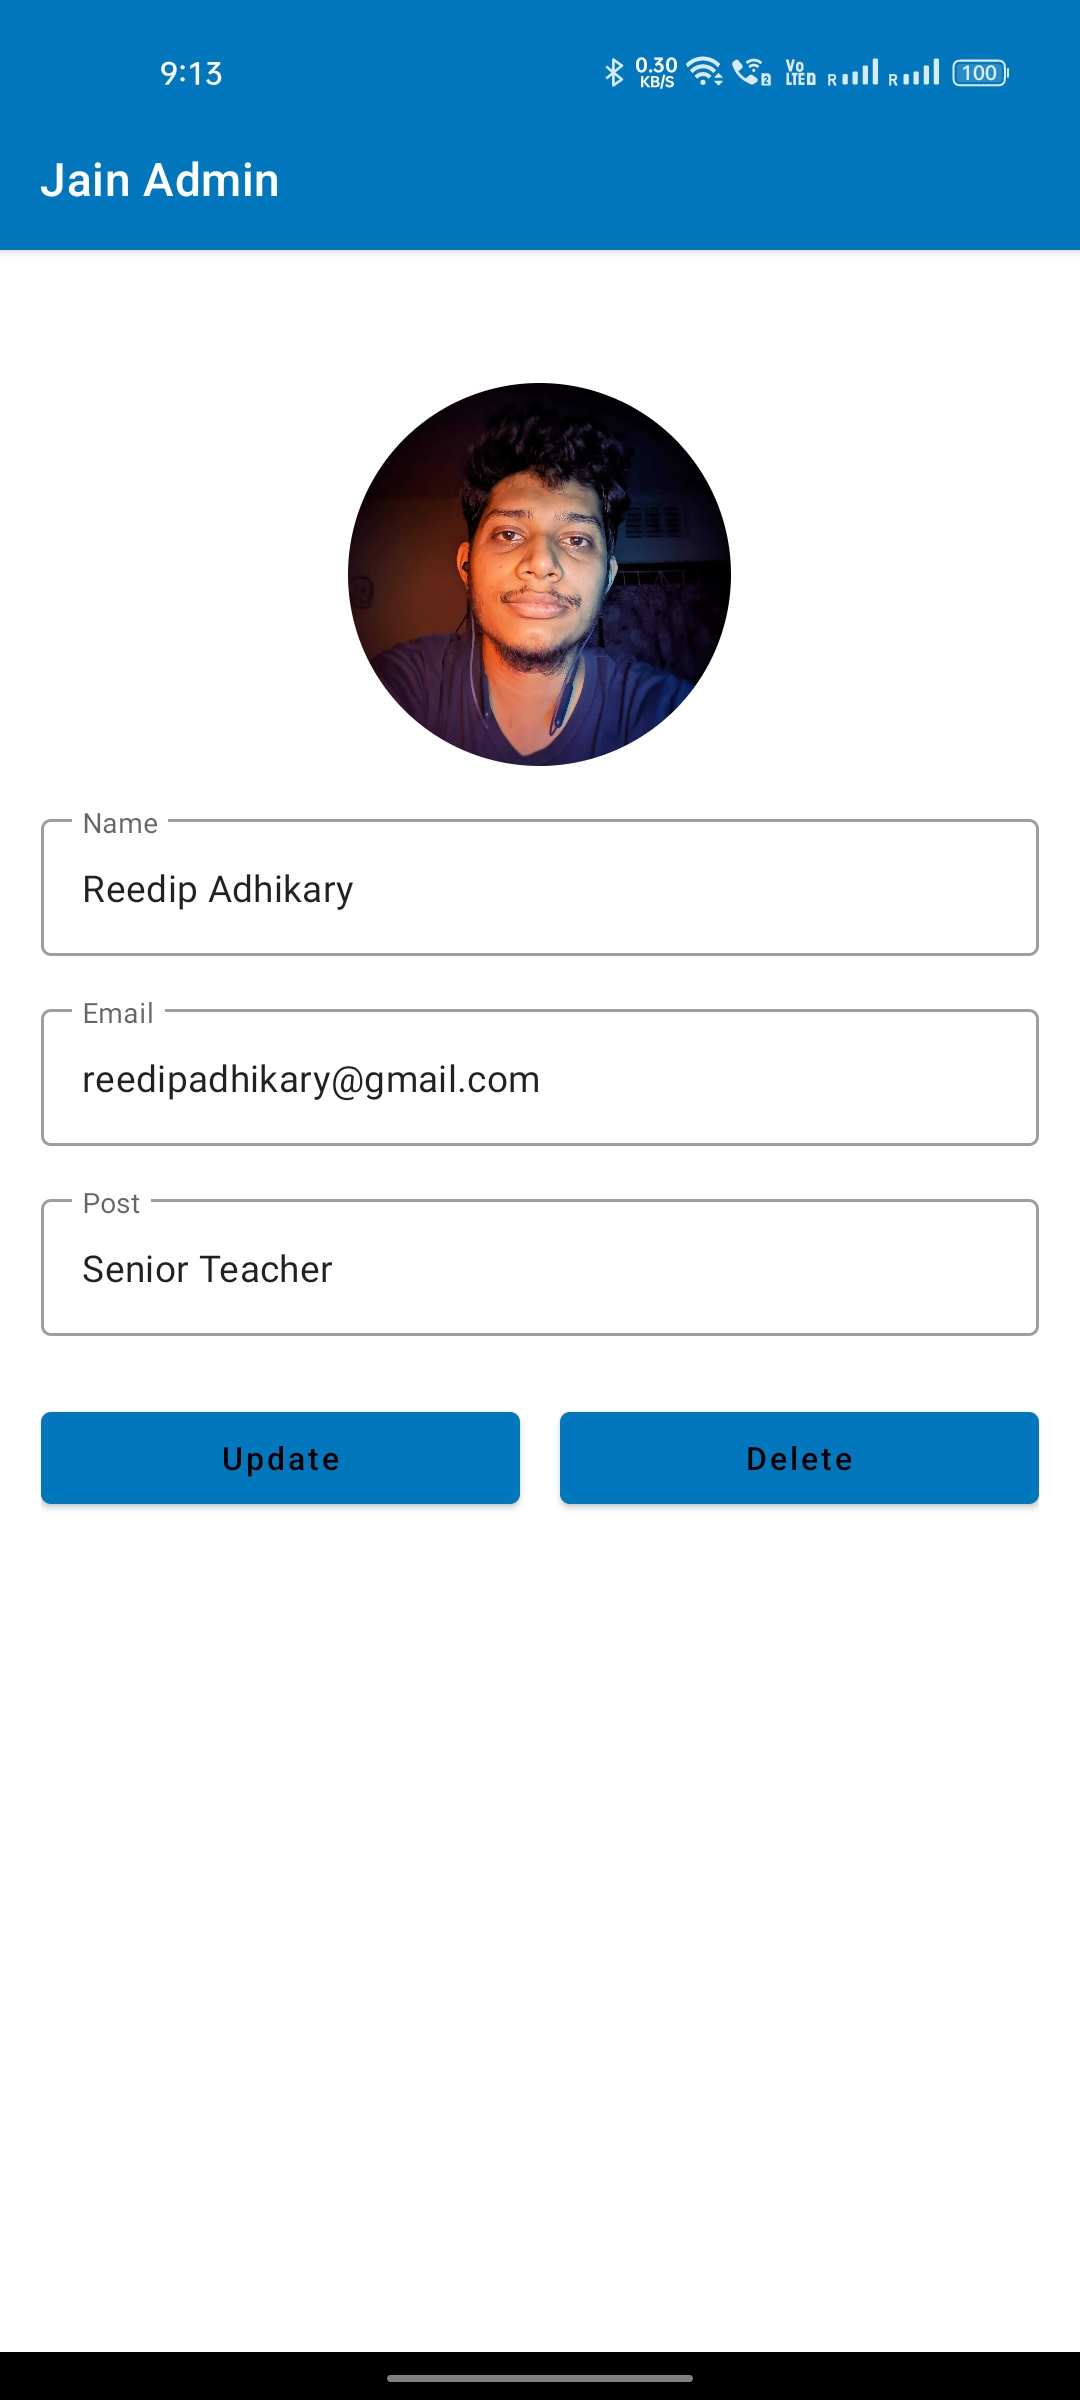 9:13
0.30
KB/S
2
Vo
LTE
R
R
100
Jain Admin
Name
Reedip Adhikary
Email
reedipadhikary@gmail.com
Post
Senior Teacher
Update
Delete